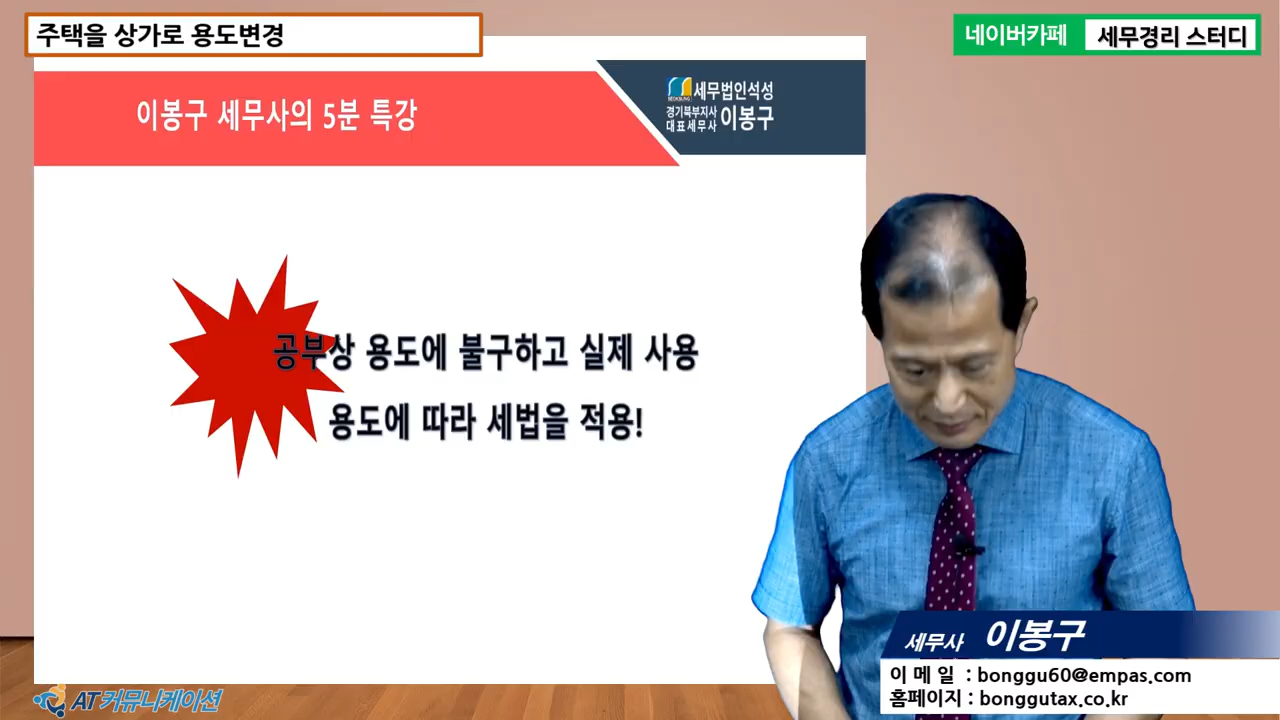 주택을 상가로 용도변경
네이버카페 세무경리 스터디
이봉구 세무사의 5분 특강
세무법인석성
경기북부지사
대표세무사 이봉구
공부상 용도에 불구하고 실제 사용
용도에 따라 세법을 적용!
세무사 이봉구
이 메 일 : bonggu60@empas.com
홈페이지 : bonggutax.co.kr
AT커뮤니케이션